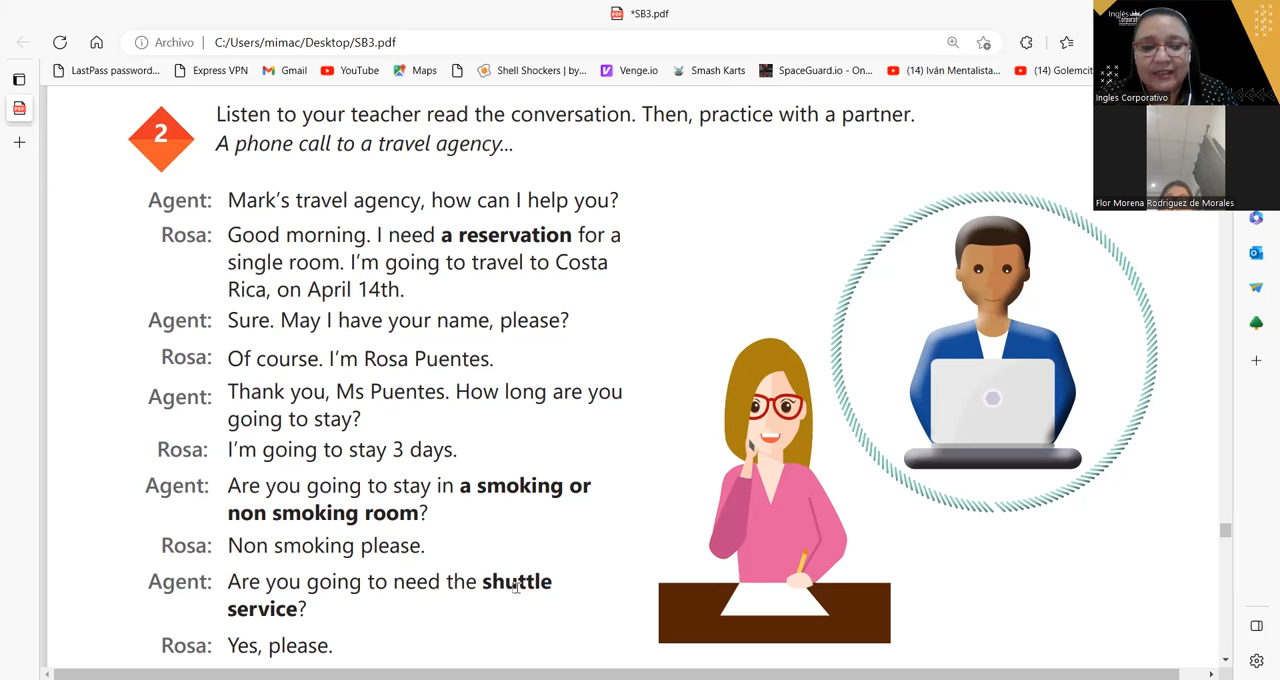 *SB3.pdf
Archivo | C:/Users/mimac/Desktop/SB3.pdf
LastPass password... Express VPN Gmail YouTube Maps Shell Shockers | by... Venge.io Smash Karts SpaceGuard.io - On... (14) Iván Mentalista... (14) Golemcit
Inglés
Corporativo
Ingles Corporativo
Flor Morena Rodriguez de Morales
2
Listen to your teacher read the conversation. Then, practice with a partner.
A phone call to a travel agency...
Agent: Mark's travel agency, how can I help you?
Rosa: Good morning. I need a reservation for a
single room. I'm going to travel to Costa
Rica, on April 14th.
Agent: Sure. May I have your name, please?
Rosa: Of course. I'm Rosa Puentes.
Agent: Thank you, Ms Puentes. How long are you
going to stay?
Rosa: I'm going to stay 3 days.
Agent: Are you going to stay in a smoking or
non smoking room?
Rosa: Non smoking please.
Agent: Are you going to need the shuttle
service?
Rosa: Yes, please.